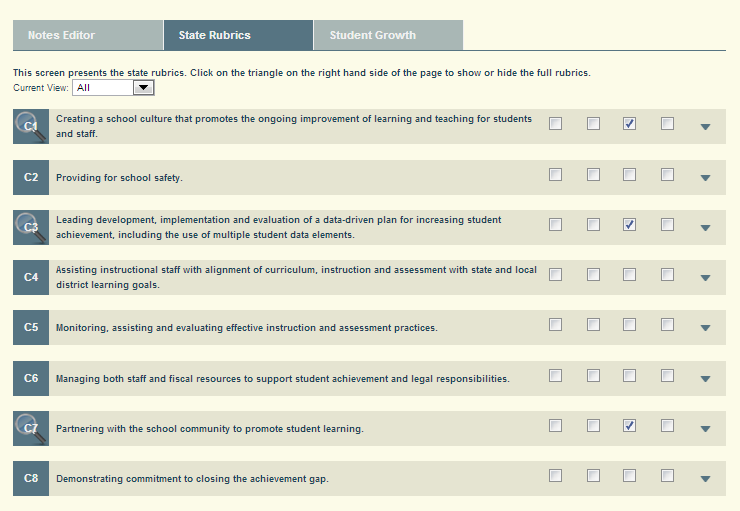 Notes Editor
State Rubrics
Student Growth
This screen presents the state rubrics. Click on the triangle on the right hand side of the page to show or hide the full rubrics.
Current View: All
C1
Creating a school culture that promotes the ongoing improvement of learning and teaching for students
and staff.
C2
Providing for school safety.
C3
Leading development, implementation and evaluation of a data-driven plan for increasing student
achievement, including the use of multiple student data elements.
C4
Assisting instructional staff with alignment of curriculum, instruction and assessment with state and local
district learning goals.
C5
Monitoring, assisting and evaluating effective instruction and assessment practices.
C6
Managing both staff and fiscal resources to support student achievement and legal responsibilities.
C7
Partnering with the school community to promote student learning.
C8
Demonstrating commitment to closing the achievement gap.